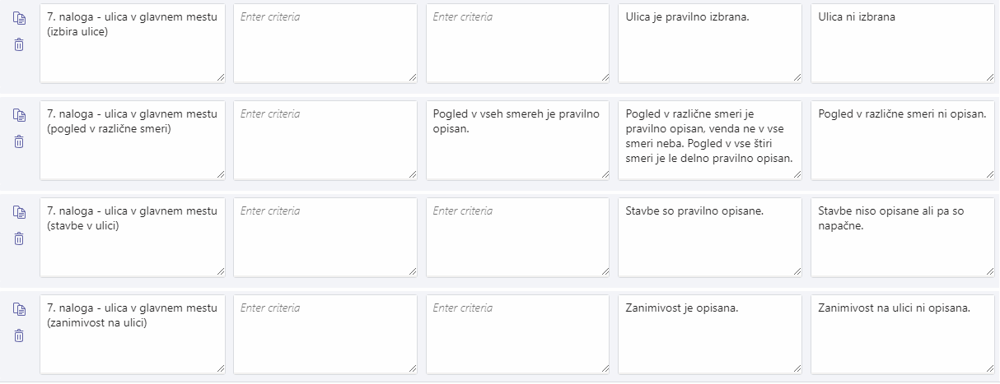 7. naloga - ulica v glavnem mestu
(izbira ulice)
Enter criteria
Enter criteria
Ulica je pravilno izbrana.
Ulica ni izbrana
7. naloga - ulica v glavnem mestu
(pogled v različne smeri)
Enter criteria
Pogled v vseh smereh je pravilno
opisan.
Pogled v različne smeri je
pravilno opisan, venda ne v vse
smeri neba. Pogled v vse štiri
smeri je le delno pravilno opisan.
Pogled v različne smeri ni opisan.
7. naloga - ulica v glavnem mestu
(stavbe v ulici)
Enter criteria
Enter criteria
Stavbe so pravilno opisane.
Stavbe niso opisane ali pa so
napačne.
7. naloga - ulica v glavnem mestu
(zanimivost na ulici)
Enter criteria
Enter criteria
Zanimivost je opisana.
Zanimivost na ulici ni opisana.